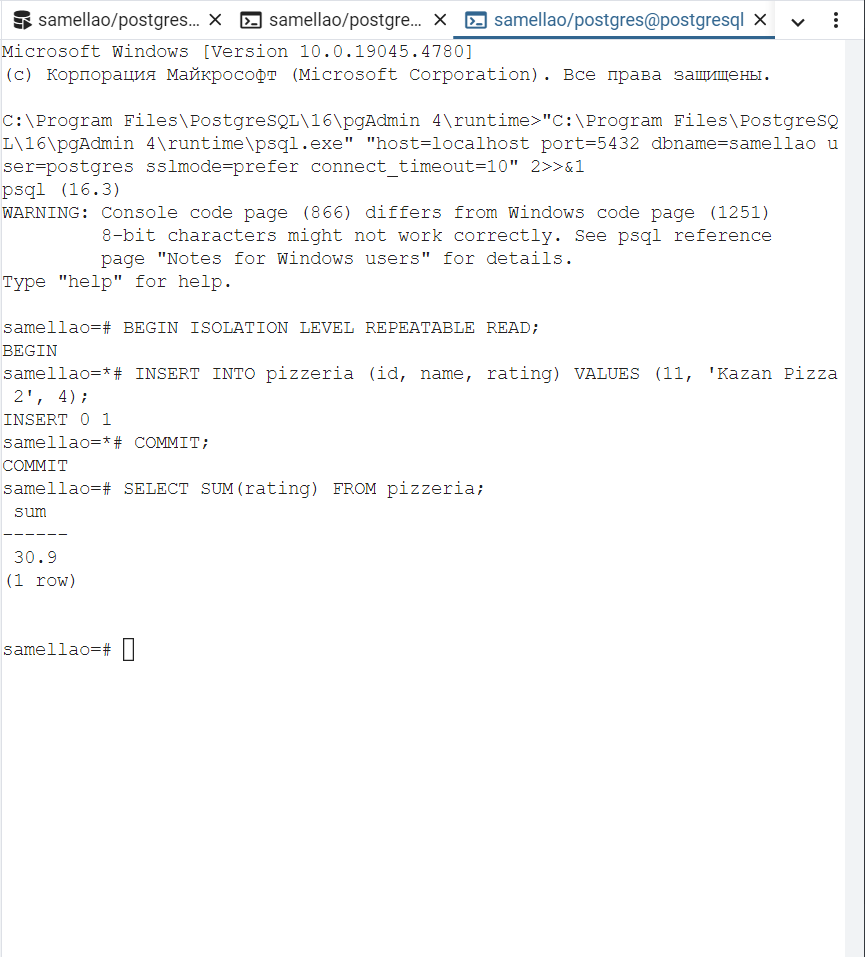 samellao/postgres... samellao/postgre... samellao/postgres@postgresql
Microsoft Windows [Version 10.0.19045.4780]
(c) Корпорация Майкрософт (Microsoft Corporation). Все права защищены.
C:\Program Files\PostgreSQL\16\pgAdmin 4\runtime>"C:\Program Files\PostgreSQ
L\16\pgAdmin 4\runtime\psql.exe" "host=localhost port=5432 dbname=samellao u
ser=postgres sslmode=prefer connect_timeout=10" 2>>&1
psql (16.3)
WARNING: Console code page (866) differs from Windows code page (1251)
         8-bit characters might not work correctly. See psql reference
         page "Notes for Windows users" for details.
Type "help" for help.
samellao=# BEGIN ISOLATION LEVEL REPEATABLE READ;
BEGIN
samellao=*# INSERT INTO pizzeria (id, name, rating) VALUES (11, 'Kazan Pizza
 2', 4);
INSERT 0 1
samellao=*# COMMIT;
COMMIT
samellao=# SELECT SUM(rating) FROM pizzeria;
 sum
------
 30.9
(1 row)
samellao=#